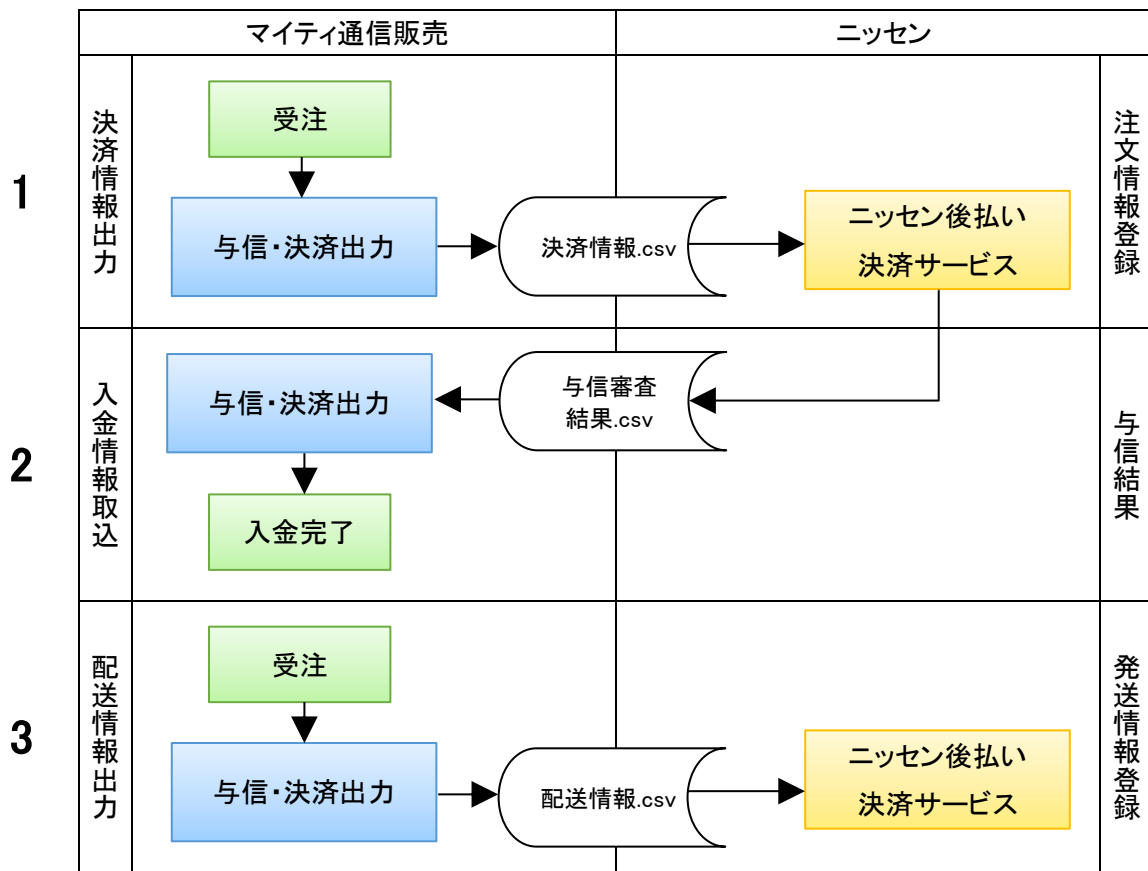 マイティ通信販売
ニッセン
1
決済情報出力
受注
与信・決済出力
決済情報.csv
ニッセン後払い
決済サービス
注文情報登録
2
入金情報取込
与信・決済出力
与信審査
結果.csv
入金完了
与信結果
3
配送情報出力
受注
与信・決済出力
配送情報.csv
ニッセン後払い
決済サービス
発送情報登録